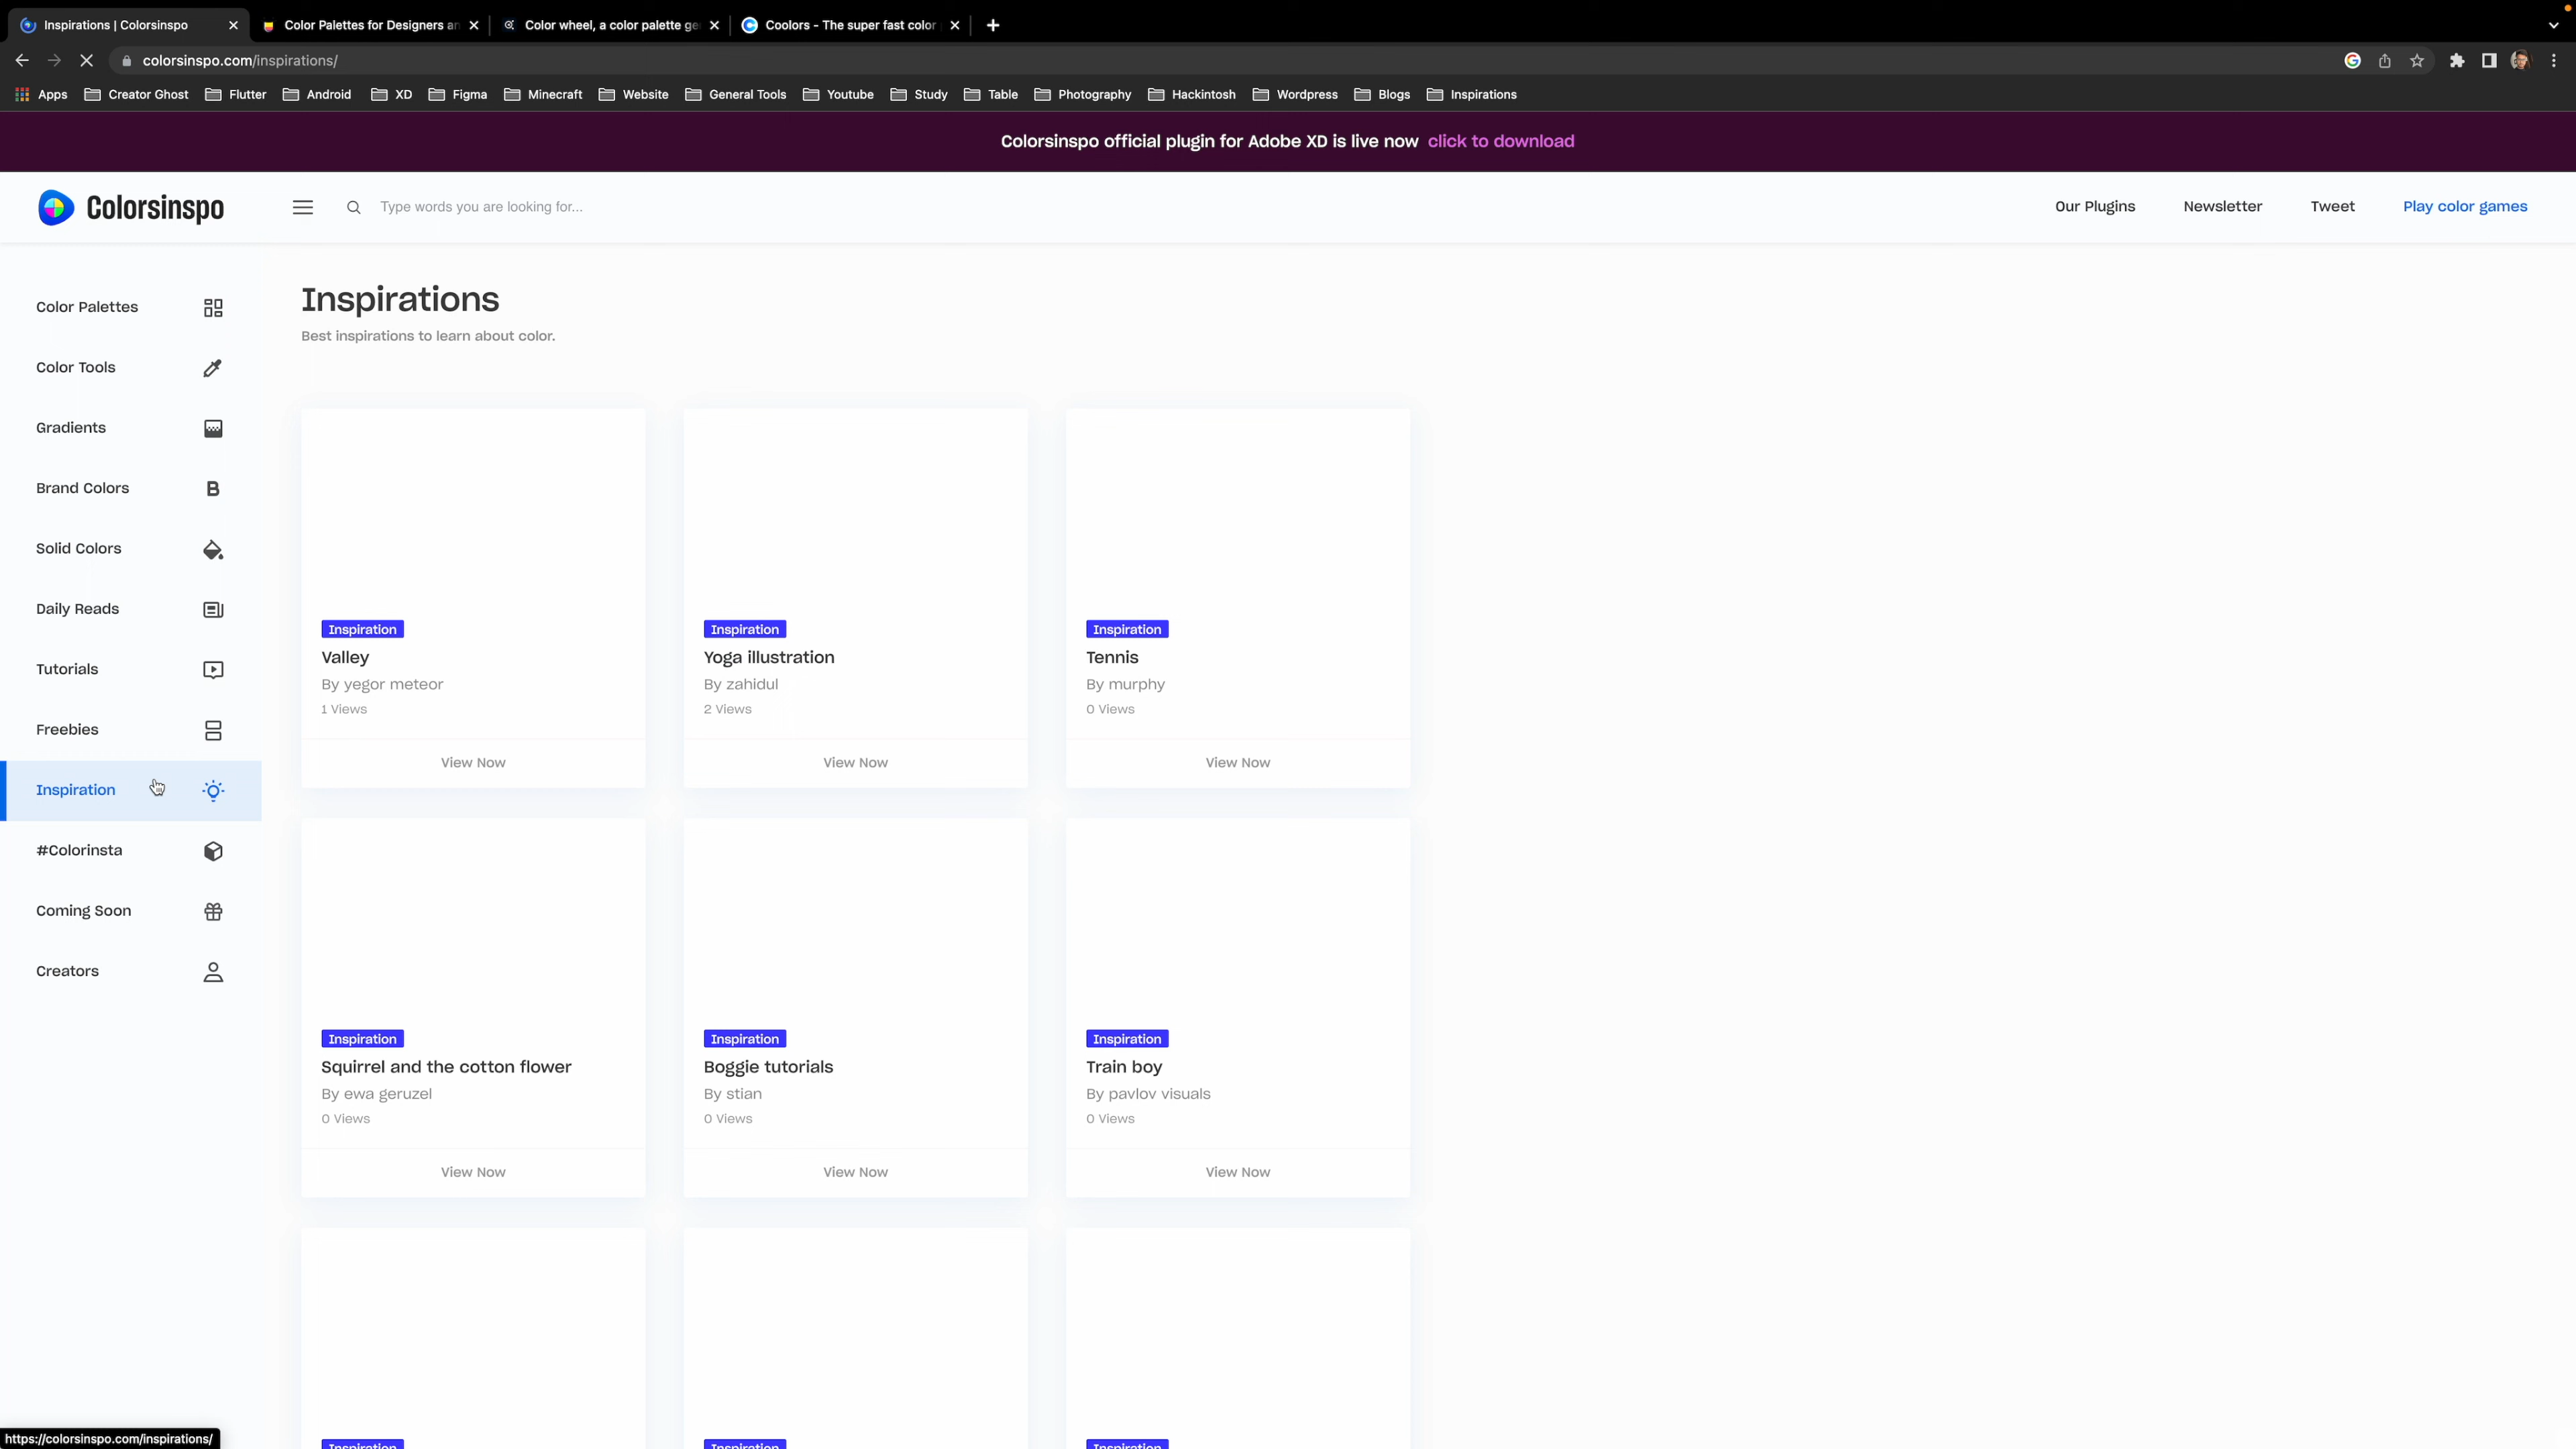 Inspirations | Colorsinspo
Color Palettes for Designers an
Color wheel, a color palette ge
Coolors - The super fast color
colorsinspo.com/inspirations/
Apps Creator Ghost Flutter Android XD Figma Minecraft Website General Tools Youtube Study Table Photography Hackintosh Wordpress Blogs Inspirations
Colorsinspo official plugin for Adobe XD is live now click to download
Colorsinspo
Type words you are looking for...
Our Plugins Newsletter Tweet Play color games
Color Palettes
Color Tools
Gradients
Brand Colors
B
Solid Colors
Daily Reads
Tutorials
Freebies
Inspiration
#Colorinsta
Coming Soon
Creators
Inspirations
Best inspirations to learn about color.
Inspiration
Valley
By yegor meteor
1 Views
View Now
Inspiration
Yoga illustration
By zahidul
2 Views
View Now
Inspiration
Tennis
By murphy
0 Views
View Now
Inspiration
Squirrel and the cotton flower
By ewa geruzel
0 Views
View Now
Inspiration
Boggie tutorials
By stian
0 Views
View Now
Inspiration
Train boy
By pavlov visuals
0 Views
View Now
Inspiration
Inspiration
Inspiration
https://colorsinspo.com/inspirations/